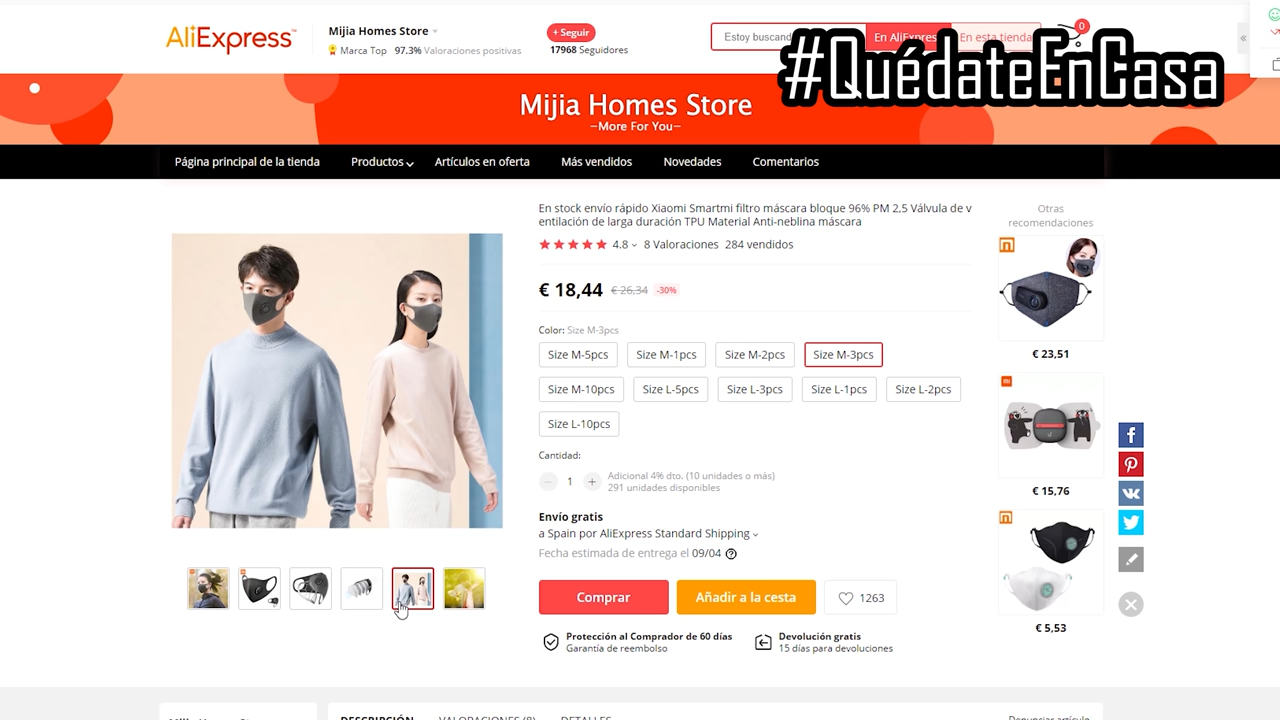 AliExpress™
Mijia Homes Store
Marca Top 97.3% Valoraciones positivas
+ Seguir
17968 Seguidores
Estoy buscand
En AliExpres
En esta tienda
0
#QuédateEnCasa
Mijia Homes Store
—More For You—
Página principal de la tienda Productos Artículos en oferta Más vendidos Novedades Comentarios
En stock envío rápido Xiaomi Smartmi filtro máscara bloque 96% PM 2,5 Válvula de v
entilación de larga duración TPU Material Anti-neblina máscara
4.8 8 Valoraciones 284 vendidos
€ 18,44 € 26,34 -30%
Color: Size M-3pcs
Size M-5pcs Size M-1pcs Size M-2pcs Size M-3pcs
Size M-10pcs Size L-5pcs Size L-3pcs Size L-1pcs Size L-2pcs
Size L-10pcs
Cantidad:
1
Adicional 4% dto. (10 unidades o más)
291 unidades disponibles
Envío gratis
a Spain por AliExpress Standard Shipping
Fecha estimada de entrega el 09/04
Comprar
Añadir a la cesta
1263
Protección al Comprador de 60 días
Garantía de reembolso
Devolución gratis
15 días para devoluciones
Otras
recomendaciones
€ 23,51
€ 15,76
€ 5,53
DESCRIPCIÓN VALORACIONES (8) DETALLES
Denunciar artículo